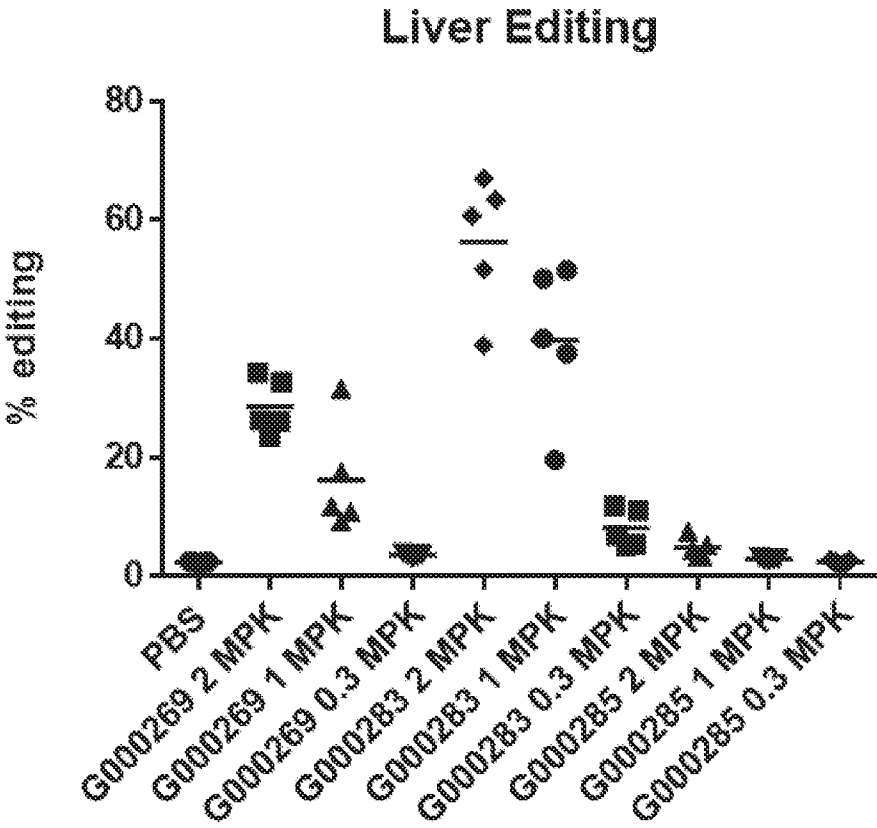 Liver Editing
% editing
80
60
40
20
0
PBS
G000269 2 MPK
G000269 1 MPK
G000269 0.3 MPK
G000283 2 MPK
G000283 1 MPK
G000283 0.3 MPK
G000285 2 MPK
G000285 1 MPK
G000285 0.3 MPK